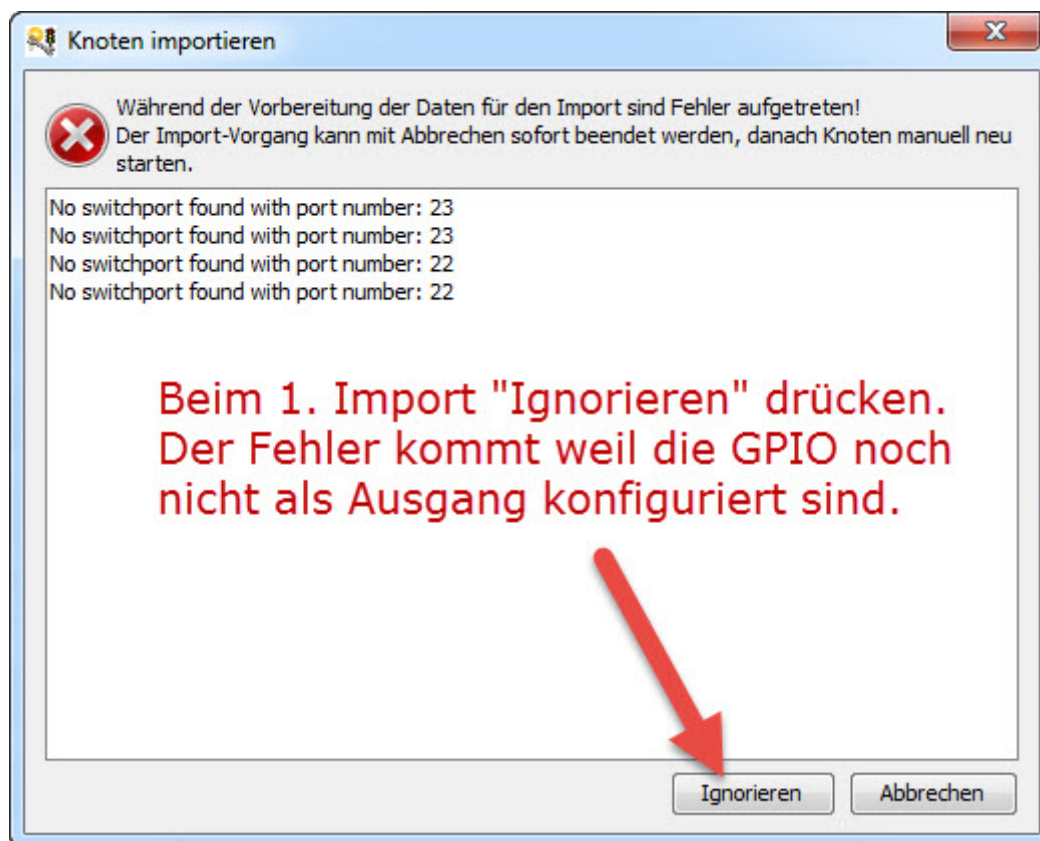 Knoten importieren
Während der Vorbereitung der Daten für den Import sind Fehler aufgetreten!
Der Import-Vorgang kann mit Abbrechen sofort beendet werden, danach Knoten manuell neu
starten.
No switchport found with port number: 23
No switchport found with port number: 23
No switchport found with port number: 22
No switchport found with port number: 22
Beim 1. Import "Ignorieren" drücken.
Der Fehler kommt weil die GPIO noch
nicht als Ausgang konfiguriert sind.
Ignorieren Abbrechen